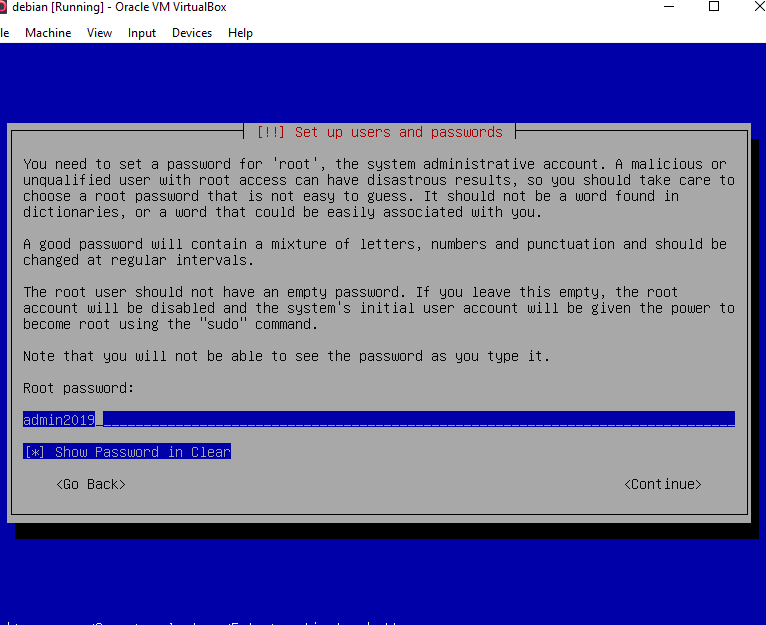 debian [Running] - Oracle VM VirtualBox
le Machine View Input Devices Help
[!!] Set up users and passwords
You need to set a password for 'root', the system administrative account. A malicious or
unqualified user with root access can have disastrous results, so you should take care to
choose a root password that is not easy to guess. It should not be a word found in
dictionaries, or a word that could be easily associated with you.
A good password will contain a mixture of letters, numbers and punctuation and should be
changed at regular intervals.
The root user should not have an empty password. If you leave this empty, the root
account will be disabled and the system's initial user account will be given the power to
become root using the "sudo" command.
Note that you will not be able to see the password as you type it.
Root password:
admin2019
[*] Show Password in Clear
<Go Back> <Continue>